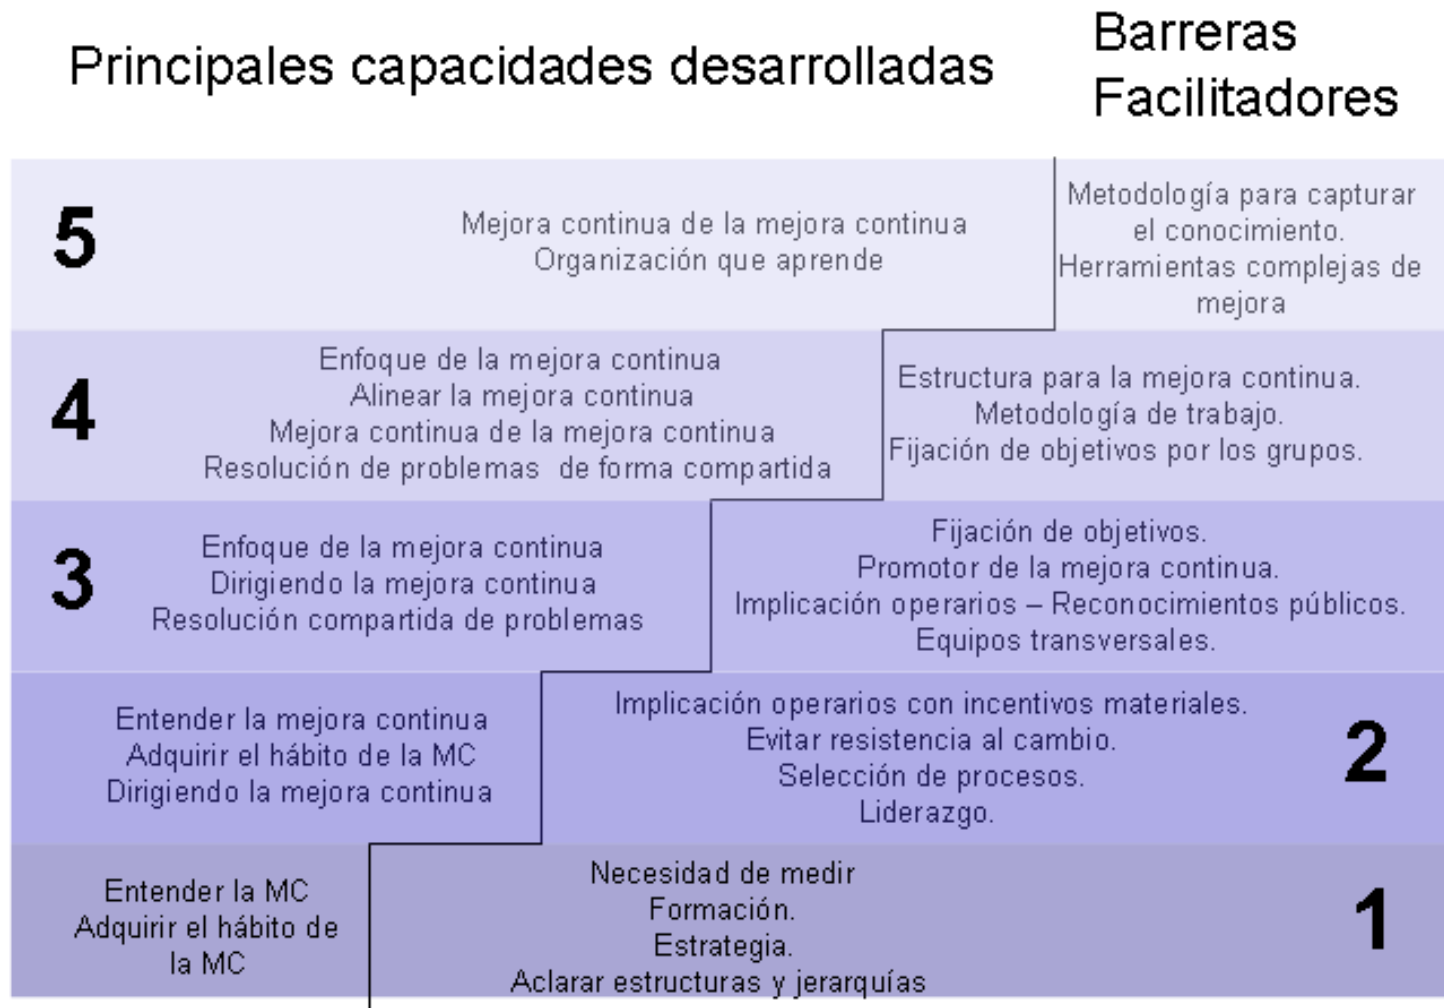 Principales capacidades desarrolladas
Barreras
Facilitadores
5
Mejora continua de la mejora continua
Organización que aprende
Metodología para capturar
el conocimiento.
Herramientas complejas de
mejora
4
Enfoque de la mejora continua
Alinear la mejora continua
Mejora continua de la mejora continua
Resolución de problemas de forma compartida
Estructura para la mejora continua.
Metodología de trabajo.
Fijación de objetivos por los grupos.
3
Enfoque de la mejora continua
Dirigiendo la mejora continua
Resolución compartida de problemas
Fijación de objetivos.
Promotor de la mejora continua.
Implicación operarios – Reconocimientos públicos.
Equipos transversales.
Entender la mejora continua
Adquirir el hábito de la MC
Dirigiendo la mejora continua
Implicación operarios con incentivos materiales.
Evitar resistencia al cambio.
Selección de procesos.
Liderazgo.
2
Entender la MC
Adquirir el hábito de
la MC
Necesidad de medir
Formación.
Estrategia.
Aclarar estructuras y jerarquías
1